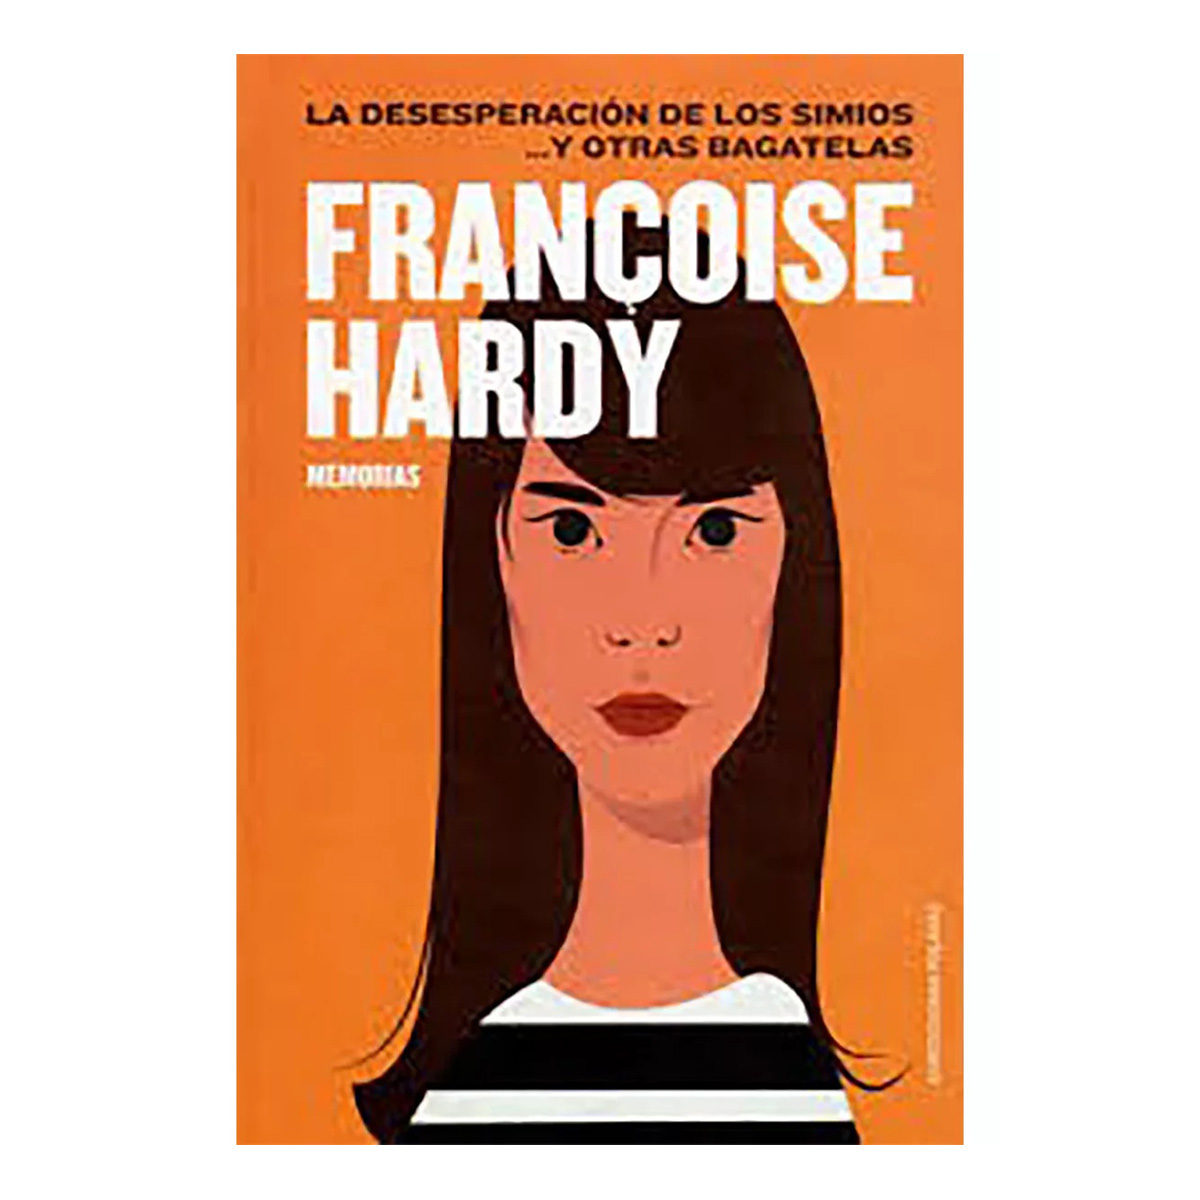 LA DESESPERACIÓN DE LOS SIMIOS
...Y OTRAS BAGATELAS
FRANÇOISE
HARDY
MEMORIAS